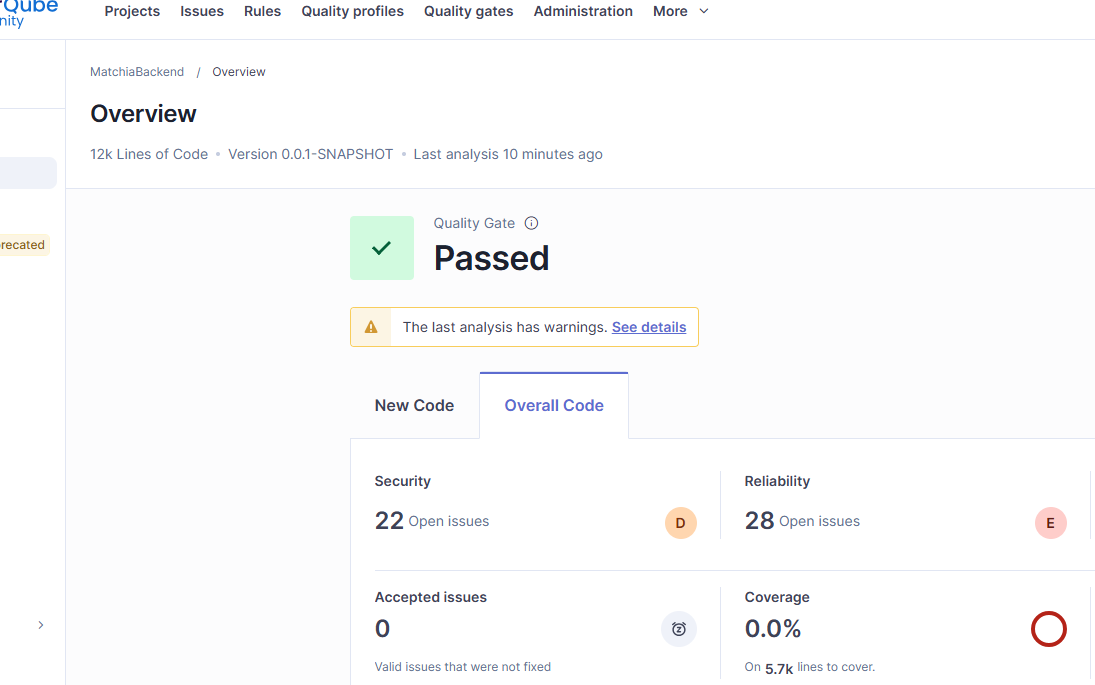 Qube
nity
Projects Issues Rules Quality profiles Quality gates Administration More
MatchiaBackend / Overview
Overview
12k Lines of Code • Version 0.0.1-SNAPSHOT • Last analysis 10 minutes ago
recated
Quality Gate
Passed
The last analysis has warnings. See details
New Code Overall Code
Security
22 Open issues
D
Reliability
28 Open issues
E
Accepted issues
0
Valid issues that were not fixed
Coverage
0.0%
On 5.7k lines to cover.